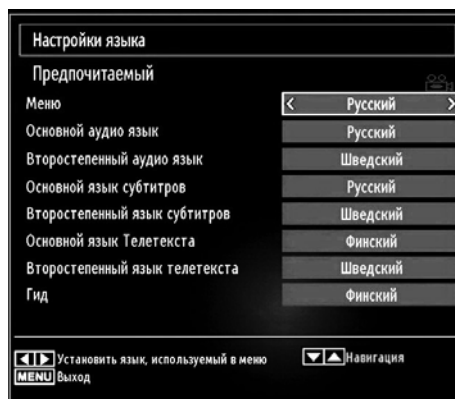 Настройки языка
Предпочитаемый
Меню Русский
Основной аудио язык Русский
Второстепенный аудио язык Шведский
Основной язык субтитров Русский
Второстепенный язык субтитров Шведский
Основной язык Телетекста Финский
Второстепенный язык телетекста Шведский
Гид Финский
Установить язык, используемый в меню Навигация
MENU Выход